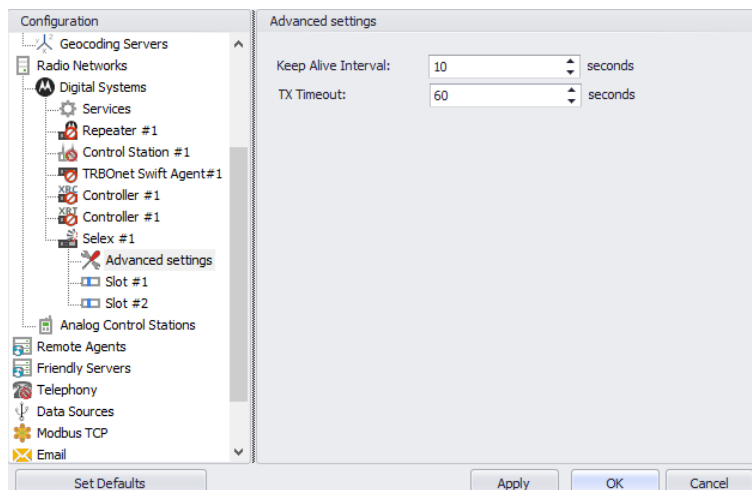 Configuration
Geocoding Servers
Radio Networks
Digital Systems
Services
Repeater #1
Control Station #1
TRBOnet Swift Agent#1
XRC Controller #1
XRT Controller #1
Selex #1
Advanced settings
Slot #1
Slot #2
Analog Control Stations
Remote Agents
Friendly Servers
Telephony
Data Sources
Modbus TCP
Email
Set Defaults
Advanced settings
Keep Alive Interval: 10 seconds
TX Timeout: 60 seconds
Apply OK Cancel